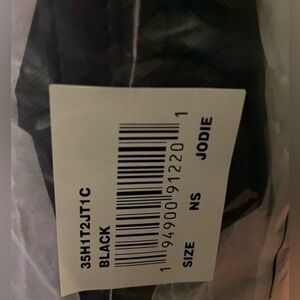 35H1T2JT1C
BLACK
1 94900 91220 1
SIZE NS JODIE